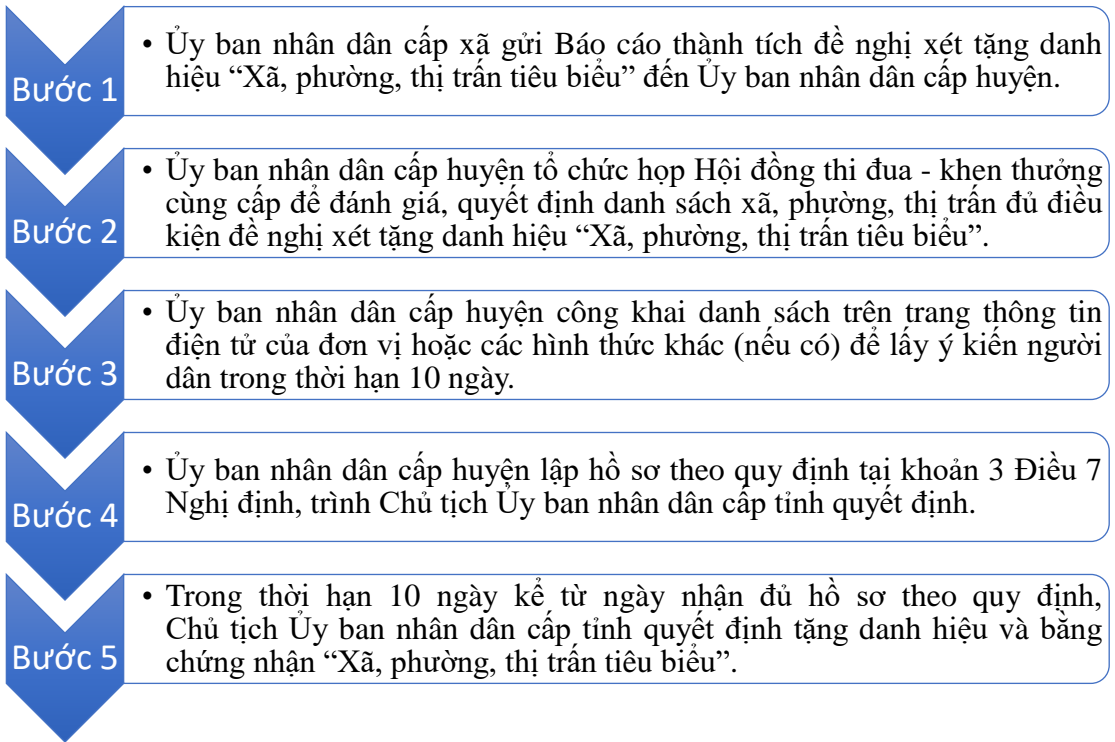 Bước 1
• Ủy ban nhân dân cấp xã gửi Báo cáo thành tích đề nghị xét tặng danh
hiệu “Xã, phường, thị trấn tiêu biểu” đến Ủy ban nhân dân cấp huyện.
Bước 2
• Ủy ban nhân dân cấp huyện tổ chức họp Hội đồng thi đua - khen thưởng
cùng cấp để đánh giá, quyết định danh sách xã, phường, thị trấn đủ điều
kiện đề nghị xét tặng danh hiệu “Xã, phường, thị trấn tiêu biểu”.
Bước 3
• Ủy ban nhân dân cấp huyện công khai danh sách trên trang thông tin
điện tử của đơn vị hoặc các hình thức khác (nếu có) để lấy ý kiến người
dân trong thời hạn 10 ngày.
Bước 4
• Ủy ban nhân dân cấp huyện lập hồ sơ theo quy định tại khoản 3 Điều 7
Nghị định, trình Chủ tịch Ủy ban nhân dân cấp tỉnh quyết định.
Bước 5
• Trong thời hạn 10 ngày kể từ ngày nhận đủ hồ sơ theo quy định,
Chủ tịch Ủy ban nhân dân cấp tỉnh quyết định tặng danh hiệu và bằng
chứng nhận “Xã, phường, thị trấn tiêu biểu”.